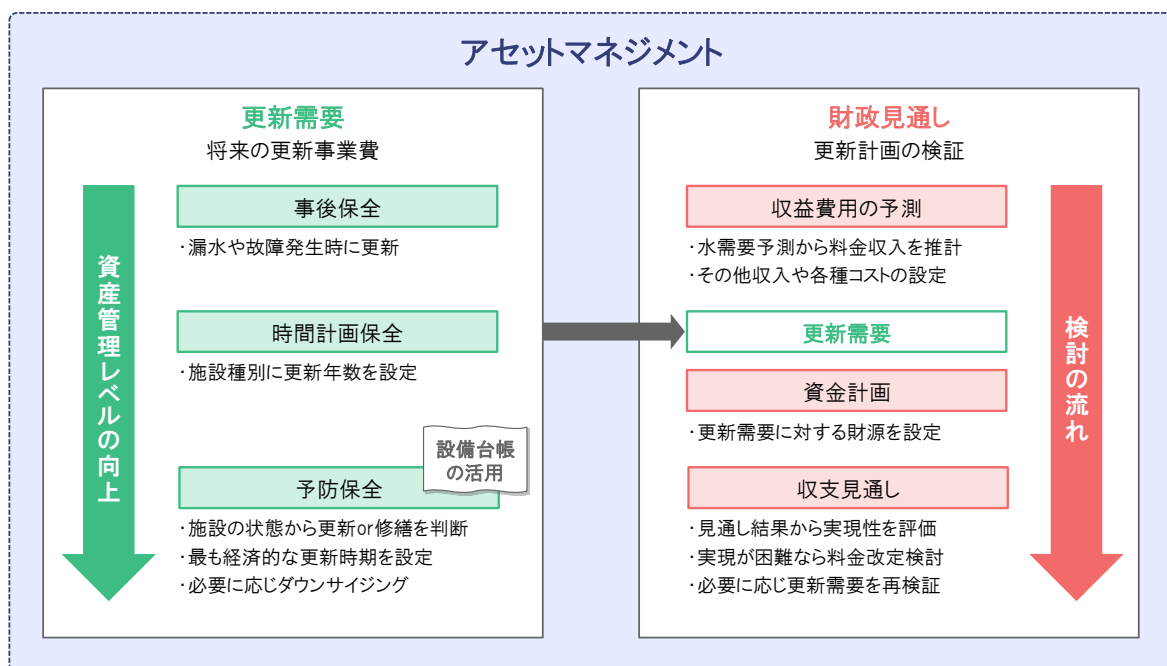 アセットマネジメント
更新需要
将来の更新事業費
資産管理レベルの向上
事後保全
・漏水や故障発生時に更新
時間計画保全
・施設種別に更新年数を設定
設備台帳
の活用
予防保全
・施設の状態から更新or修繕を判断
・最も経済的な更新時期を設定
・必要に応じダウンサイジング
財政見通し
更新計画の検証
収益費用の予測
・水需要予測から料金収入を推計
・その他収入や各種コストの設定
更新需要
資金計画
・更新需要に対する財源を設定
収支見通し
・見通し結果から実現性を評価
・実現が困難なら料金改定検討
・必要に応じ更新需要を再検証
検討の流れ